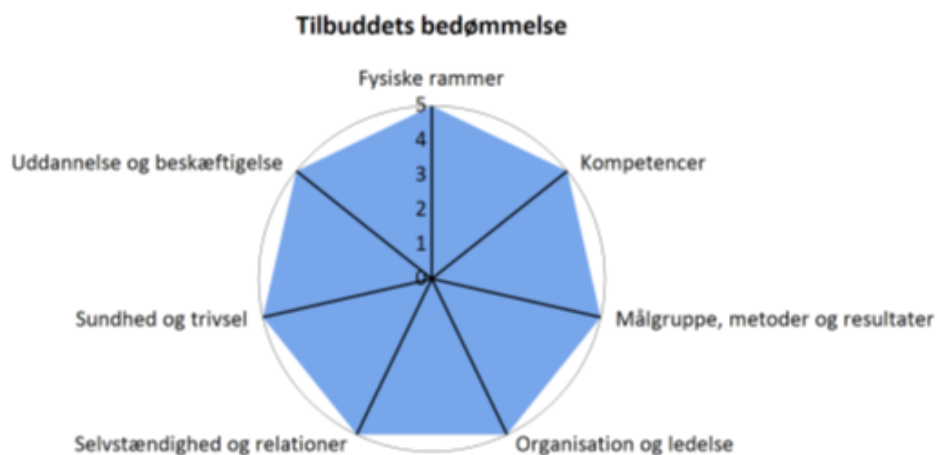 Tilbuddets bedømmelse
Fysiske rammer
5
4
3
2
1
0
Uddannelse og beskæftigelse
Kompetencer
Sundhed og trivsel
Målgruppe, metoder og resultater
Selvstændighed og relationer
Organisation og ledelse